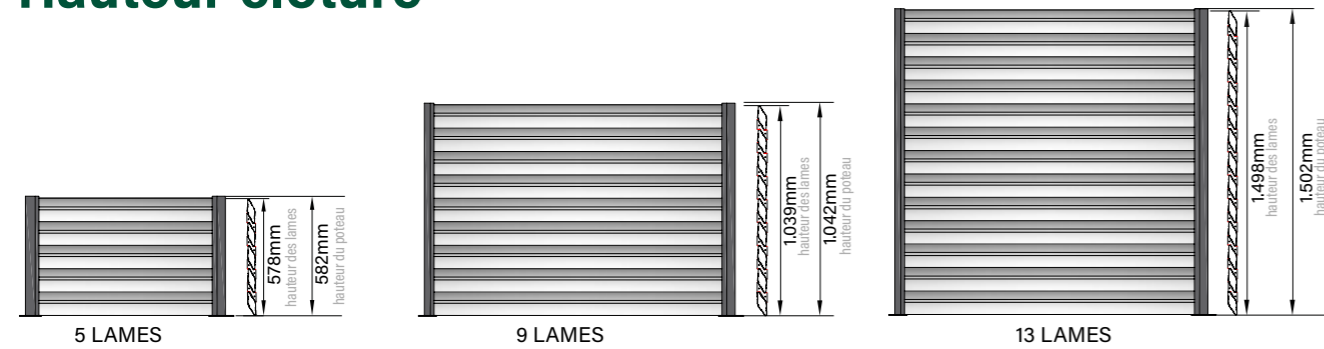 Hauteur clôture
578mm
hauteur des lames
582mm
hauteur du poteau
5 LAMES
1.039mm
hauteur des lames
1.042mm
hauteur du poteau
9 LAMES
1.498mm
hauteur des lames
1.502mm
hauteur du poteau
13 LAMES